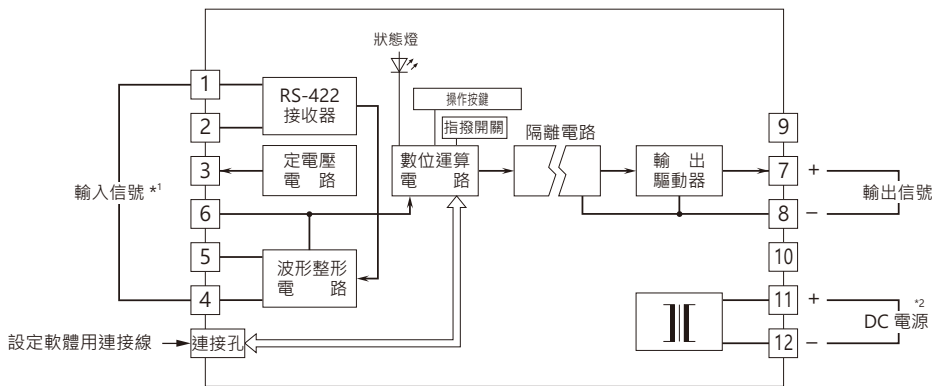 狀態燈
1
RS-422
接收器
操作按鍵
指撥開關
2
隔離電路
9
3
定電壓
電 路
數位運算
電 路
輸 出
驅動器
7 +
輸入信號 *1
輸出信號
6
8 −
5
波形整形
電 路
10
4
11 +
*2
DC 電源
設定軟體用連接線
連接孔
12 −